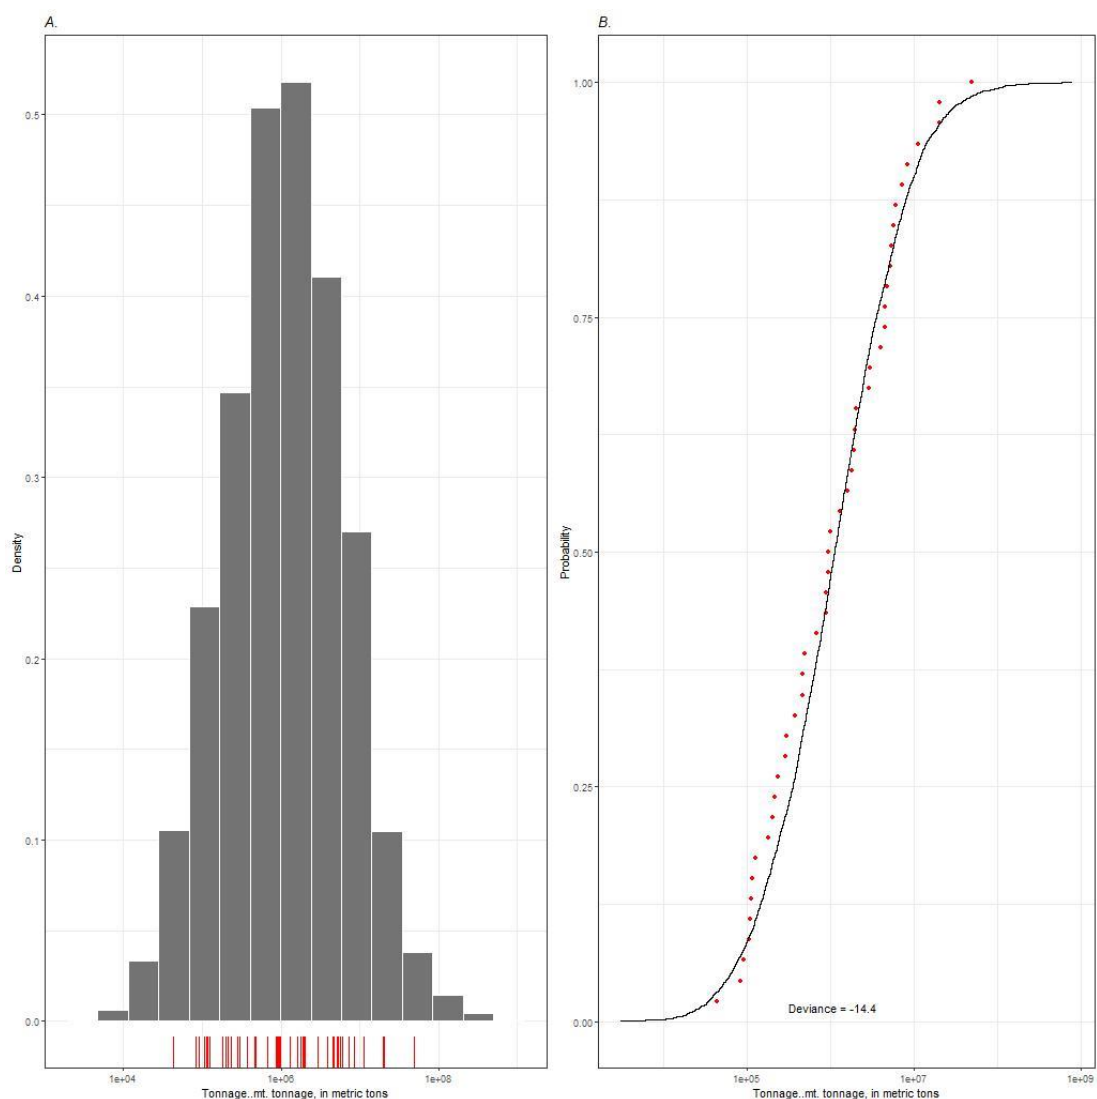 A.
0.5
0.4
0.3
0.2
0.1
0.0
Density
1e+04
1e+06
1e+08
Tonnage..mt. tonnage, in metric tons
B.
1.00
0.75
0.50
0.25
0.00
Probability
Deviance = -14.4
1e+05
1e+07
1e+09
Tonnage..mt. tonnage, in metric tons